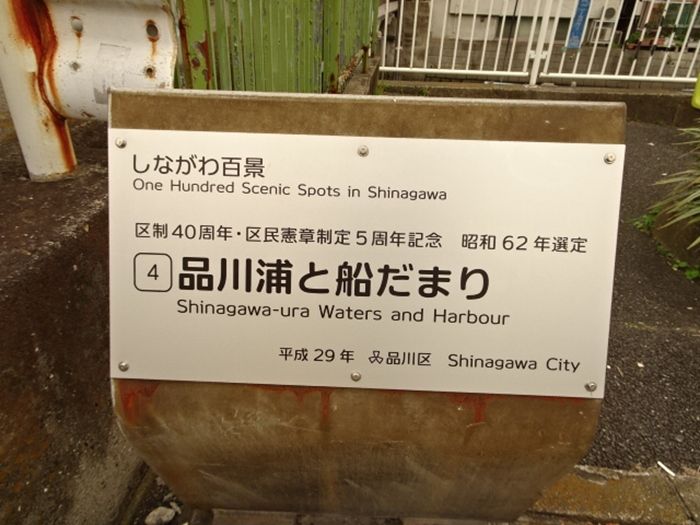 しながわ百景
One Hundred Scenic Spots in Shinagawa
区制40周年・区民憲章制定5周年記念 昭和62年選定
4 品川浦と船だまり
Shinagawa-ura Waters and Harbour
平成29年 品川区 Shinagawa City